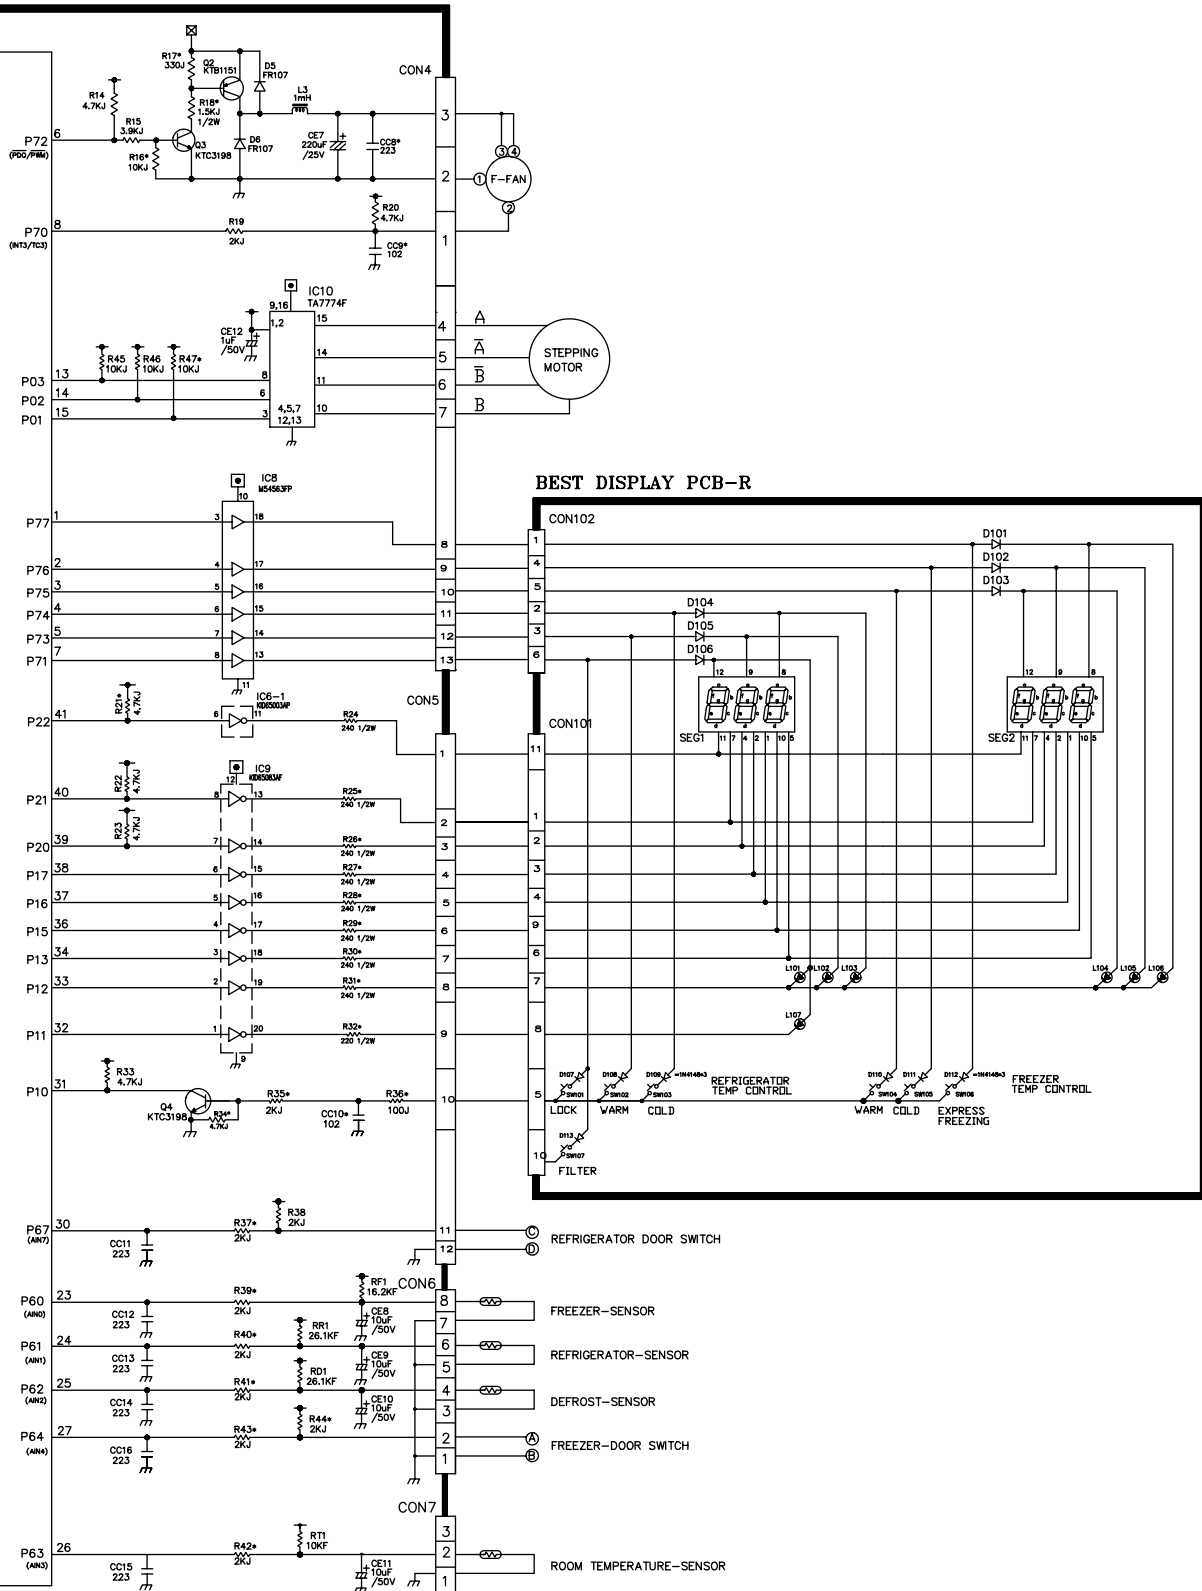 CON4
R17*
330J
Q2
KTB1151
D5
FR107
L3
1mH
R14
4.7KJ
R18*
1.5KJ
1/2W
R15
3.9KJ
P72
6
(PDO/PWM)
R16*
10KJ
Q3
KTC3198
D6
FR107
CE7
220uF
/25V
CC8*
223
3
2
1
3 4
1 F-FAN
2
P70
8
(INT3/TC3)
R19
2KJ
R20
4.7KJ
CC9*
102
IC10
TA7774F
9,16
1,2
CE12
1uF
/50V
15
14
11
10
8
6
3
4,5,7
12,13
R45
10KJ
R46
10KJ
R47*
10KJ
P03 13
P02 14
P01 15
4 A
5 A̅
6 B̅
7 B
STEPPING
MOTOR
IC8
M54563FP
10
P77 1 3 18 8
P76 2 4 17 9
P75 3 5 16 10
P74 4 6 15 11
P73 5 7 14 12
P71 7 8 13 13
11
BEST DISPLAY PCB-R
CON102
1
4
5
2
3
6
D101
D102
D103
D104
D105
D106
12 9 8
a
f g b
e c
d
SEG1
11 7 4 2 1 10 5
12 9 8
a
f g b
e c
d
SEG2
11 7 4 2 1 10 5
CON5
P22 41
R21*
4.7KJ
IC6-1
KID65003AP
6 11
R24
240 1/2W
1
CON101
11
IC9
KID65083AF
12
R22
4.7KJ
R23
4.7KJ
P21 40 8 13
R25*
240 1/2W
2 1
P20 39 7 14
R26*
240 1/2W
3 2
P17 38 6 15
R27*
240 1/2W
4 3
P16 37 5 16
R28*
240 1/2W
5 4
P15 36 4 17
R29*
240 1/2W
6 9
P13 34 3 18
R30*
240 1/2W
7 6
P12 33 2 19
R31*
240 1/2W
8 7
P11 32 1 20
R32*
220 1/2W
9 8
9
L101 L102 L103
L104 L105 L106
L107
P10 31
R33
4.7KJ
Q4
KTC3198
R34*
4.7KJ
R35*
2KJ
CC10*
102
R36*
100J
10 5
D107
SW101
LOCK
D108
SW102
WARM
D109
SW103
COLD
=1N4148*3
REFRIGERATOR
TEMP CONTROL
D110
SW104
WARM
D111
SW105
COLD
D112
SW106
EXPRESS
FREEZING
=1N4148*3
FREEZER
TEMP CONTROL
10
D113
SW107
FILTER
P67 30
(AIN7)
CC11
223
R37*
2KJ
R38
2KJ
11 C
12 D
REFRIGERATOR DOOR SWITCH
CON6
P60 23
(AIN0)
CC12
223
R39*
2KJ
RF1
16.2KF
CE8
10uF
/50V
8
7
FREEZER-SENSOR
P61 24
(AIN1)
CC13
223
R40*
2KJ
RR1
26.1KF
CE9
10uF
/50V
6
5
REFRIGERATOR-SENSOR
P62 25
(AIN2)
CC14
223
R41*
2KJ
RD1
26.1KF
CE10
10uF
/50V
4
3
DEFROST-SENSOR
P64 27
(AIN4)
CC16
223
R43*
2KJ
R44*
2KJ
2 A
1 B
FREEZER-DOOR SWITCH
CON7
3
P63 26
(AIN3)
CC15
223
R42*
2KJ
RT1
10KF
CE11
10uF
/50V
2
1
ROOM TEMPERATURE-SENSOR